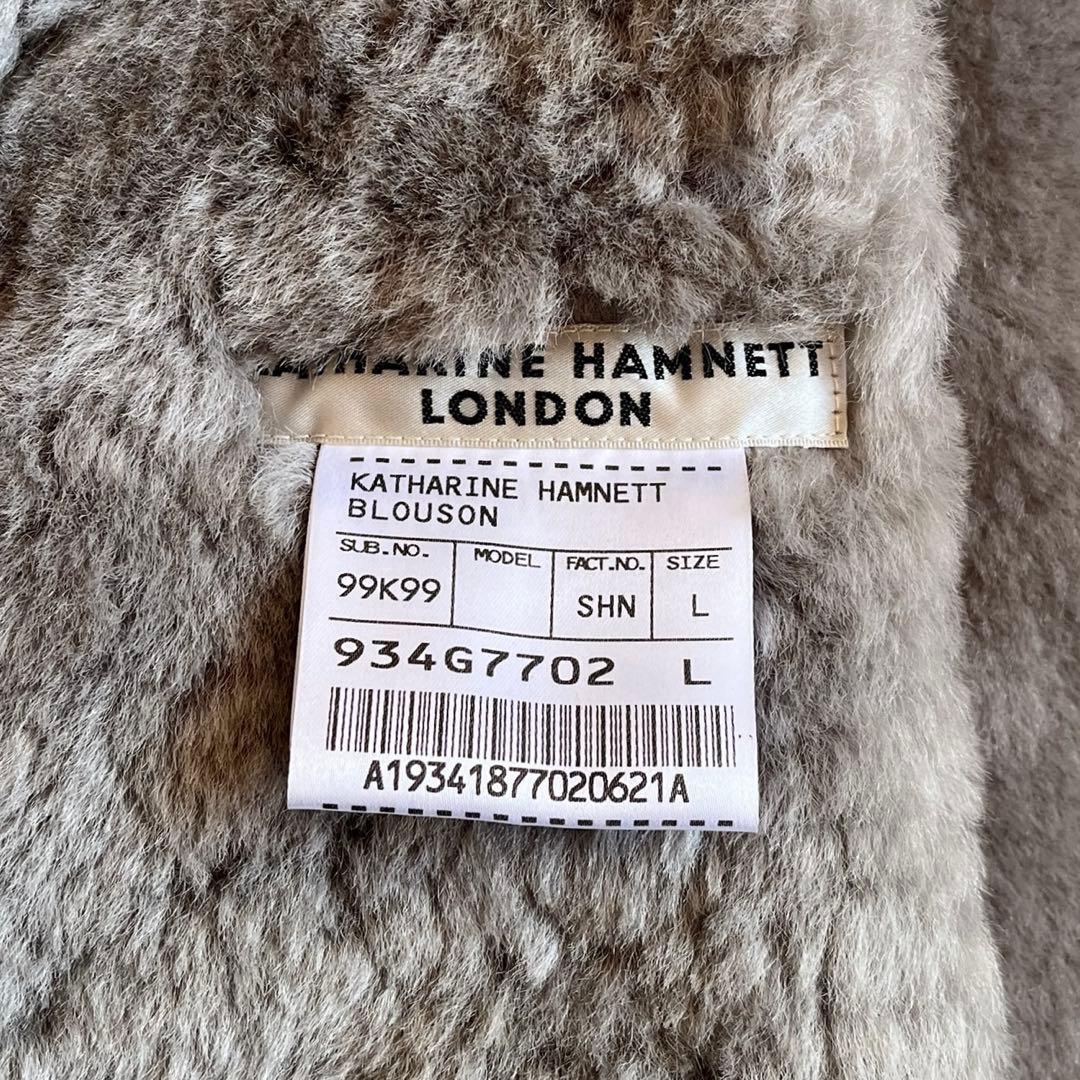 KATHARINE HAMNETT
LONDON
KATHARINE HAMNETT
BLOUSON
SUB.NO. MODEL FACT.NO. SIZE
99K99 SHN L
934G7702 L
A19341877020621A